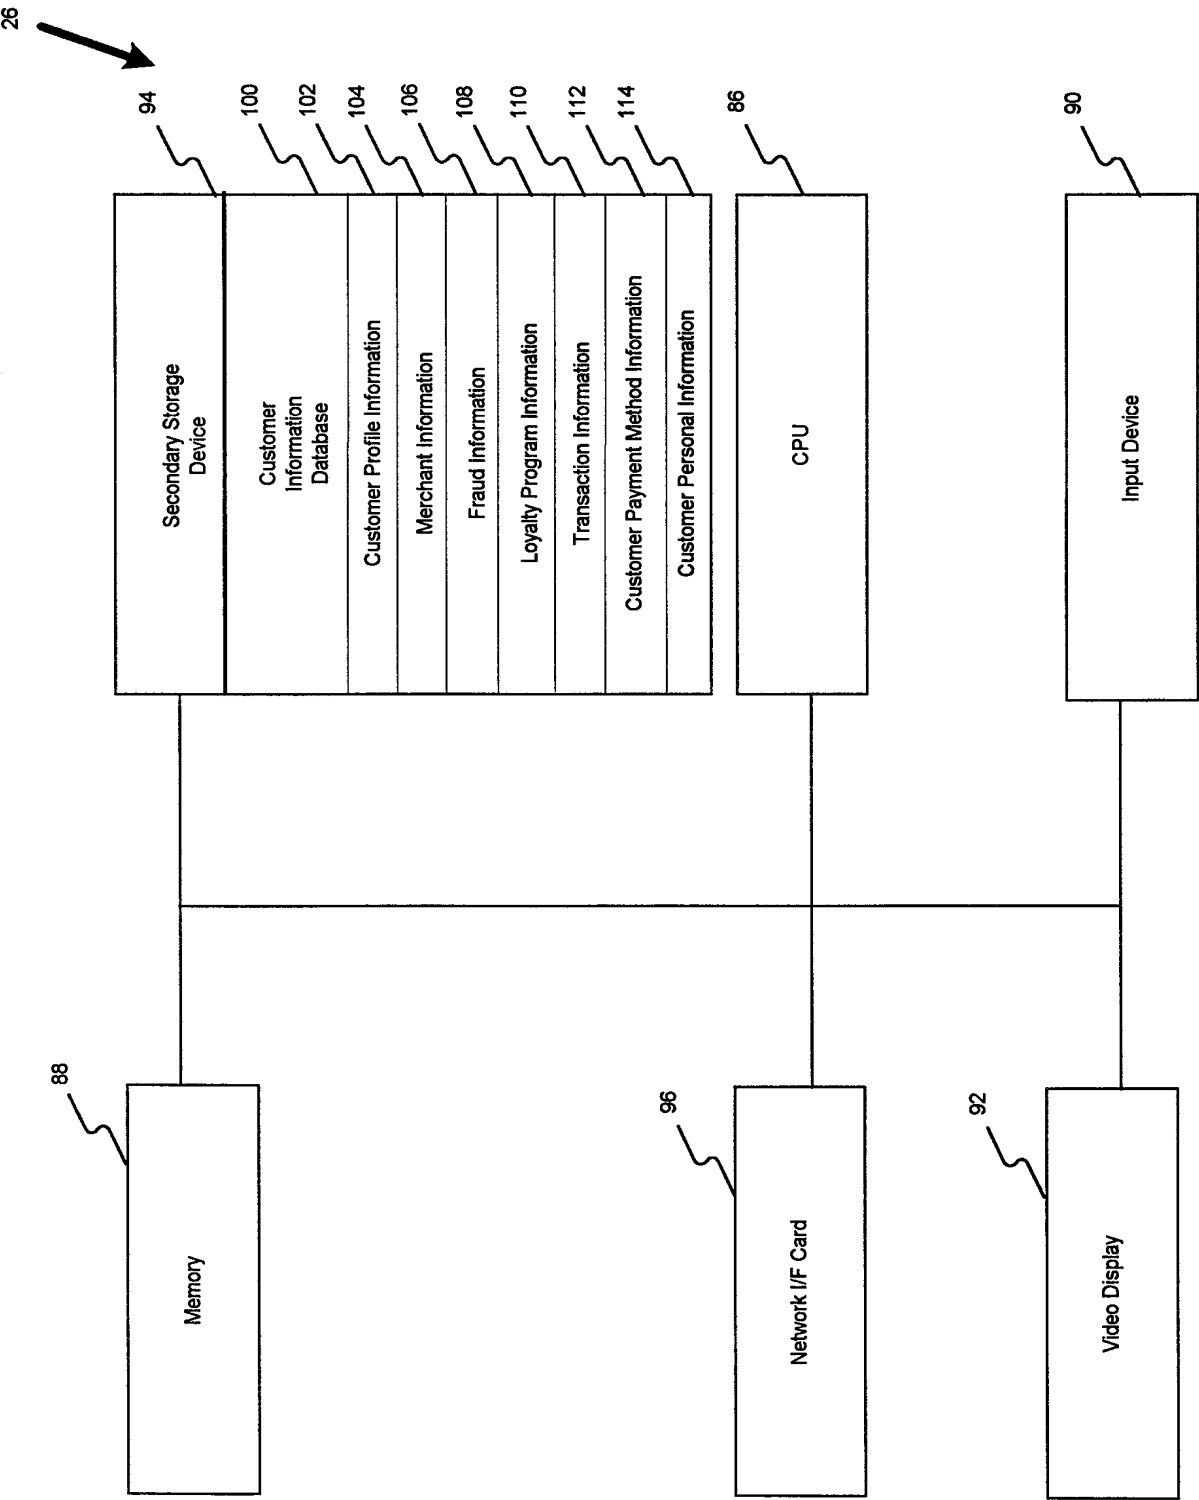 26
94
Secondary Storage
Device
100
Customer
Information
Database
102
Customer Profile Information
104
Merchant Information
106
Fraud Information
108
Loyalty Program Information
110
Transaction Information
112
Customer Payment Method Information
114
Customer Personal Information
86
CPU
90
Input Device
88
Memory
96
Network I/F Card
92
Video Display